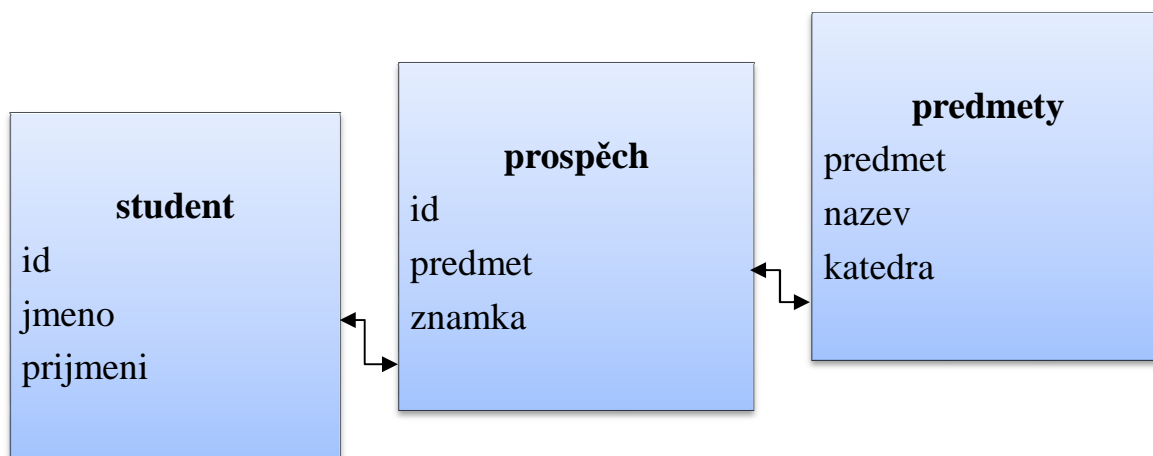 student
id
jmeno
prijmeni
prospěch
id
predmet
znamka
predmety
predmet
nazev
katedra